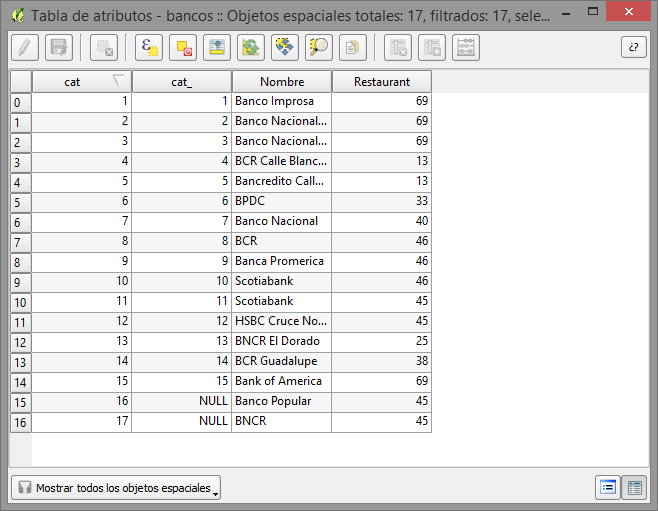 Tabla de atributos - bancos :: Objetos espaciales totales: 17, filtrados: 17, sele...
¿?
cat cat_ Nombre Restaurant
0 1 1 Banco Improsa 69
1 2 2 Banco Nacional... 69
2 3 3 Banco Nacional... 69
3 4 4 BCR Calle Blanc... 13
4 5 5 Bancredito Call... 13
5 6 6 BPDC 33
6 7 7 Banco Nacional 40
7 8 8 BCR 46
8 9 9 Banca Promerica 46
9 10 10 Scotiabank 46
10 11 11 Scotiabank 45
11 12 12 HSBC Cruce No... 45
12 13 13 BNCR El Dorado 25
13 14 14 BCR Guadalupe 38
14 15 15 Bank of America 69
15 16 NULL Banco Popular 45
16 17 NULL BNCR 45
Mostrar todos los objetos espaciales